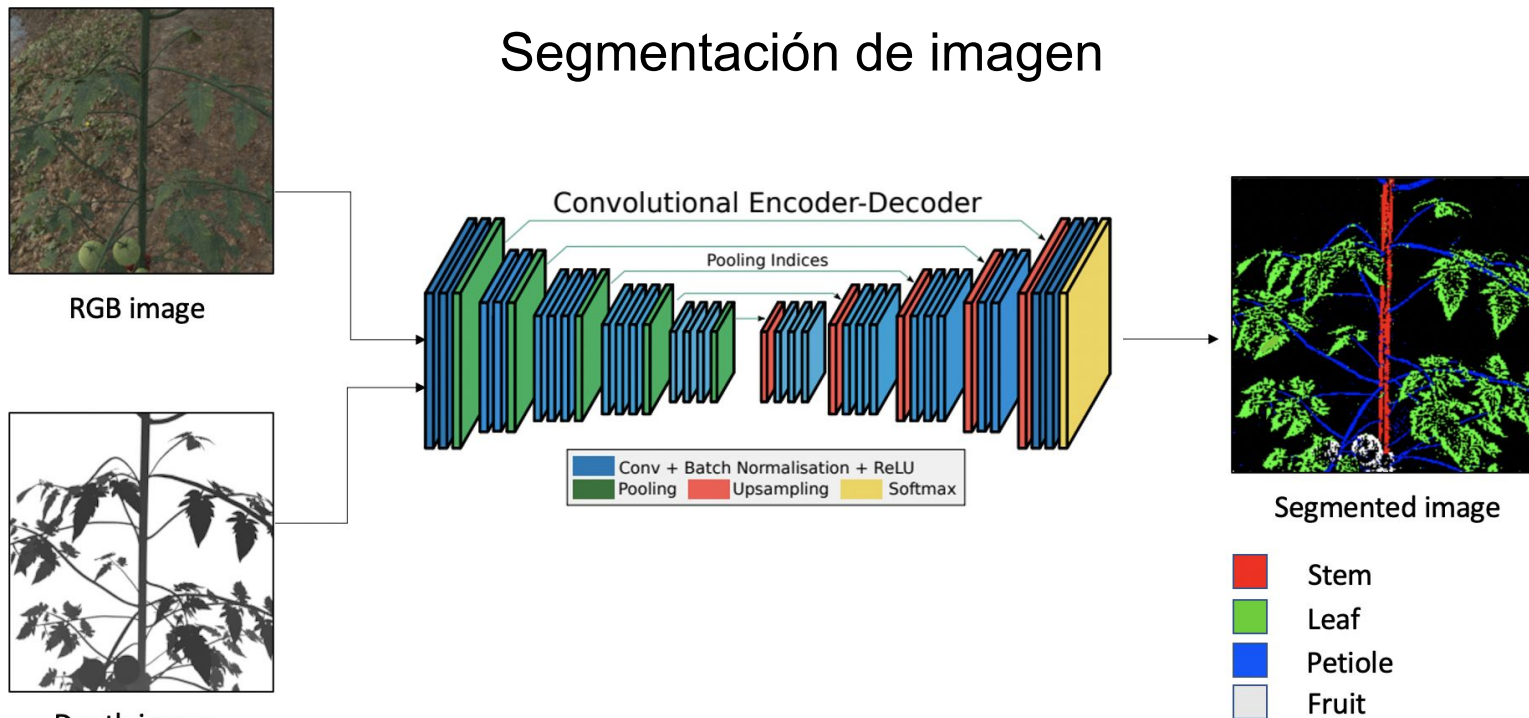 Segmentación de imagen
RGB image
Convolutional Encoder-Decoder
Pooling Indices
Conv + Batch Normalisation + ReLU
Pooling
Upsampling
Softmax
Segmented image
Stem
Leaf
Petiole
Fruit